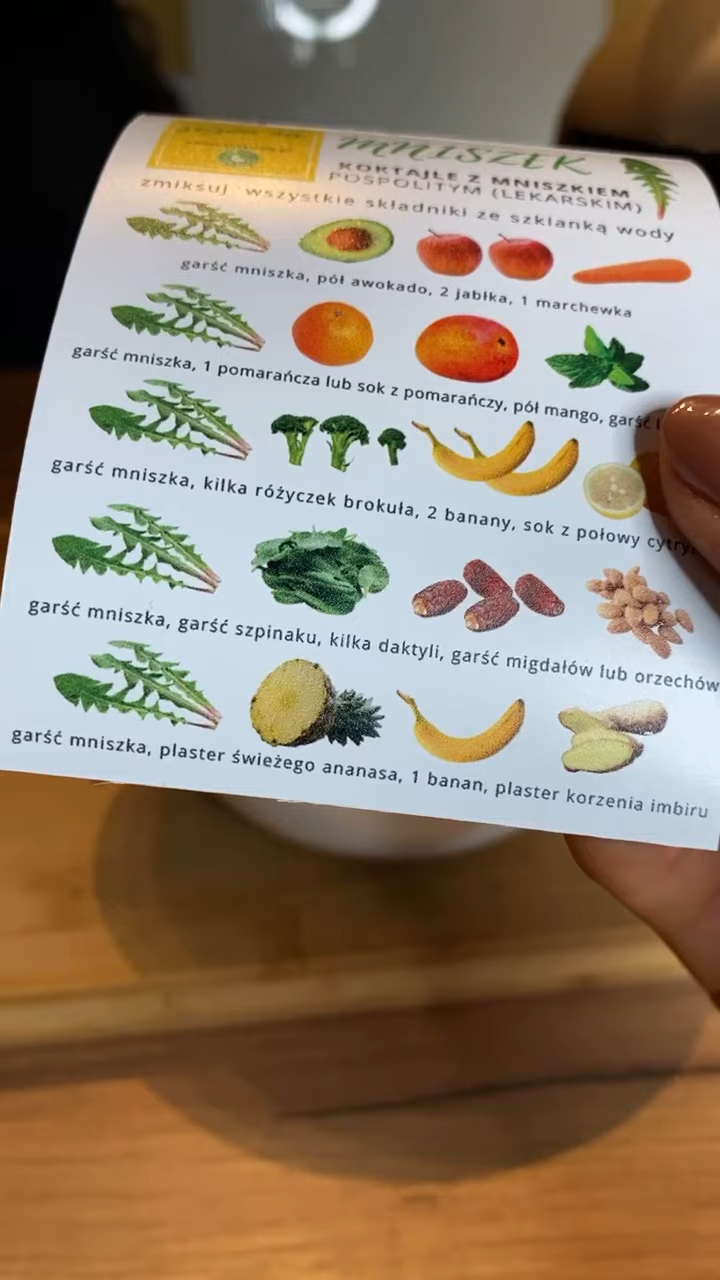 mniszek
KOKTAJLE Z MNISZKIEM
POSPOLITYM (LEKARSKIM)
zmiksuj wszystkie składniki ze szklanką wody
garść mniszka, pół awokado, 2 jabłka, 1 marchewka
garść mniszka, 1 pomarańcza lub sok z pomarańczy, pół mango, garść
garść mniszka, kilka różyczek brokuła, 2 banany, sok z połowy
garść mniszka, garść szpinaku, kilka daktyli, garść migdałów lub orzechów
garść mniszka, plaster świeżego ananasa, 1 banan, plaster korzenia imbiru